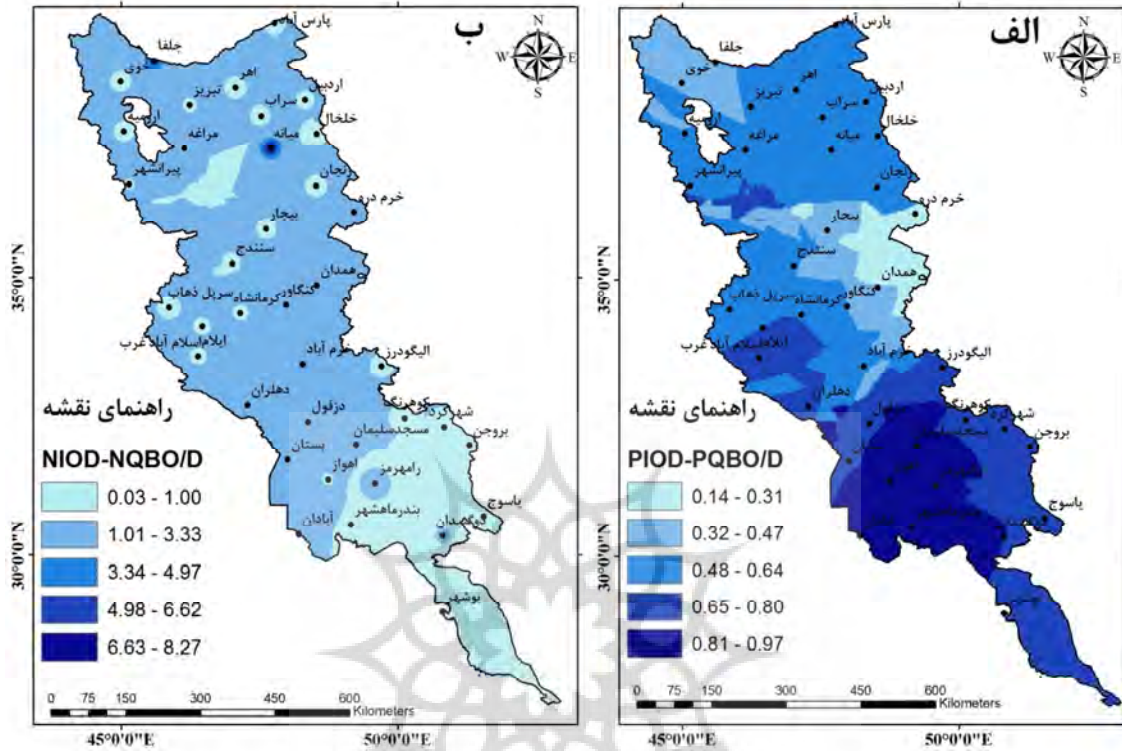 الف
N
W E
S
پارس آباد
جلفا
خوی
اهر
تبریز
اردبیل
سراب
خلخال
ارومیه
مراغه
میانه
پیرانشهر
زنجان
خرم دره
بیجار
سنندج
همدان
کنگاور
کرمانشاه
سرپل ذهاب
ایلام
اسلام آباد غرب
خرم آباد
الیگودرز
دهلران
کوهرنگ
شهرکرد
بروجن
یاسوج
راهنمای نقشه
PIOD-PQBO/D
0.14 - 0.31
0.32 - 0.47
0.48 - 0.64
0.65 - 0.80
0.81 - 0.97
0 75 150 300 450 600
Kilometers
45°0'0"E
50°0'0"E
35°0'0"N
30°0'0"N
ب
N
W E
S
پارس آباد
جلفا
خوی
اهر
تبریز
اردبیل
سراب
خلخال
ارومیه
مراغه
میانه
پیرانشهر
زنجان
خرم دره
بیجار
سنندج
همدان
کنگاور
کرمانشاه
سرپل ذهاب
ایلام
اسلام آباد غرب
خرم آباد
الیگودرز
دهلران
دزفول
کوهرنگ
شهرکرد
مسجدسلیمان
بروجن
بستان
اهواز
رامهرمز
یاسوج
بندرماهشهر
آبادان
بوشهر
راهنمای نقشه
NIOD-NQBO/D
0.03 - 1.00
1.01 - 3.33
3.34 - 4.97
4.98 - 6.62
6.63 - 8.27
0 75 150 300 450 600
Kilometers
45°0'0"E
50°0'0"E
35°0'0"N
30°0'0"N